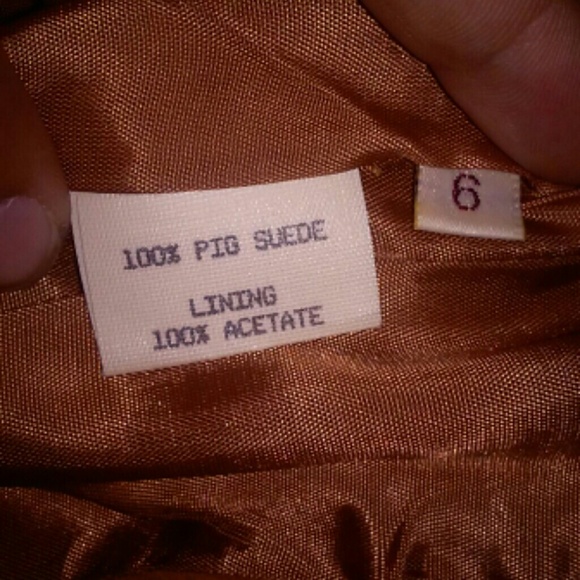 100% PIG SUEDE
LINING
100% ACETATE
6